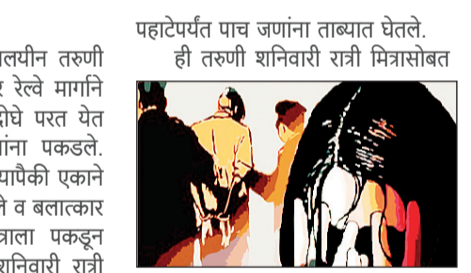 लयीन तरुणी
रेल्वे मार्गाने
परत येत
पकडले.
यापैकी एकाने
व बलात्कार
पकडून
शनिवारी रात्री
पहाटेपर्यंत पाच जणांना ताब्यात घेतले.
ही तरुणी शनिवारी रात्री मित्रासोबत